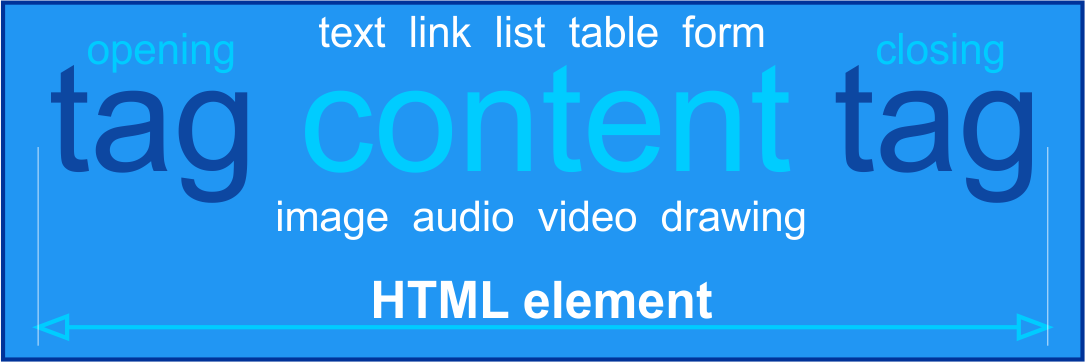 text link list table form
opening closing
tag content tag
image audio video drawing
HTML element